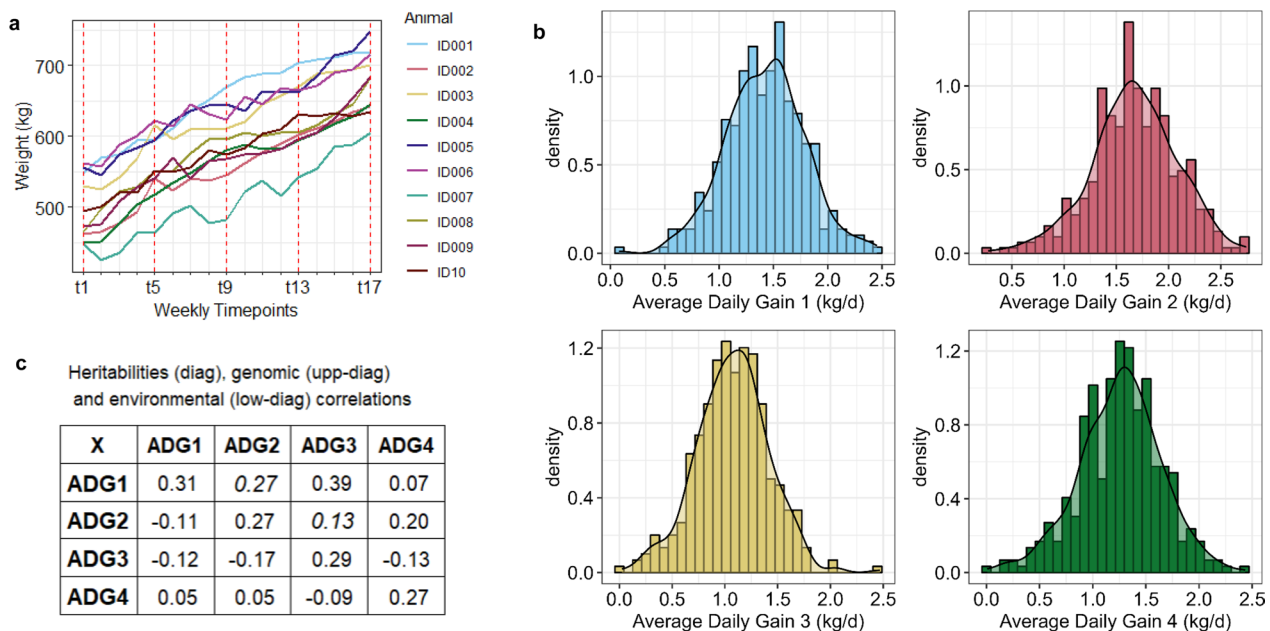 a
Weight (kg)
700
600
500
t1 t5 t9 t13 t17
Weekly Timepoints
Animal
ID001
ID002
ID003
ID004
ID005
ID006
ID007
ID008
ID009
ID10
b
density
1.0
0.5
0.0
0.0 0.5 1.0 1.5 2.0 2.5
Average Daily Gain 1 (kg/d)
density
1.0
0.5
0.0
0.5 1.0 1.5 2.0 2.5
Average Daily Gain 2 (kg/d)
density
1.2
0.8
0.4
0.0
0.0 0.5 1.0 1.5 2.0 2.5
Average Daily Gain 3 (kg/d)
density
1.2
0.8
0.4
0.0
0.0 0.5 1.0 1.5 2.0 2.5
Average Daily Gain 4 (kg/d)
c
Heritabilities (diag), genomic (upp-diag)
and environmental (low-diag) correlations
X ADG1 ADG2 ADG3 ADG4
ADG1 0.31 0.27 0.39 0.07
ADG2 -0.11 0.27 0.13 0.20
ADG3 -0.12 -0.17 0.29 -0.13
ADG4 0.05 0.05 -0.09 0.27